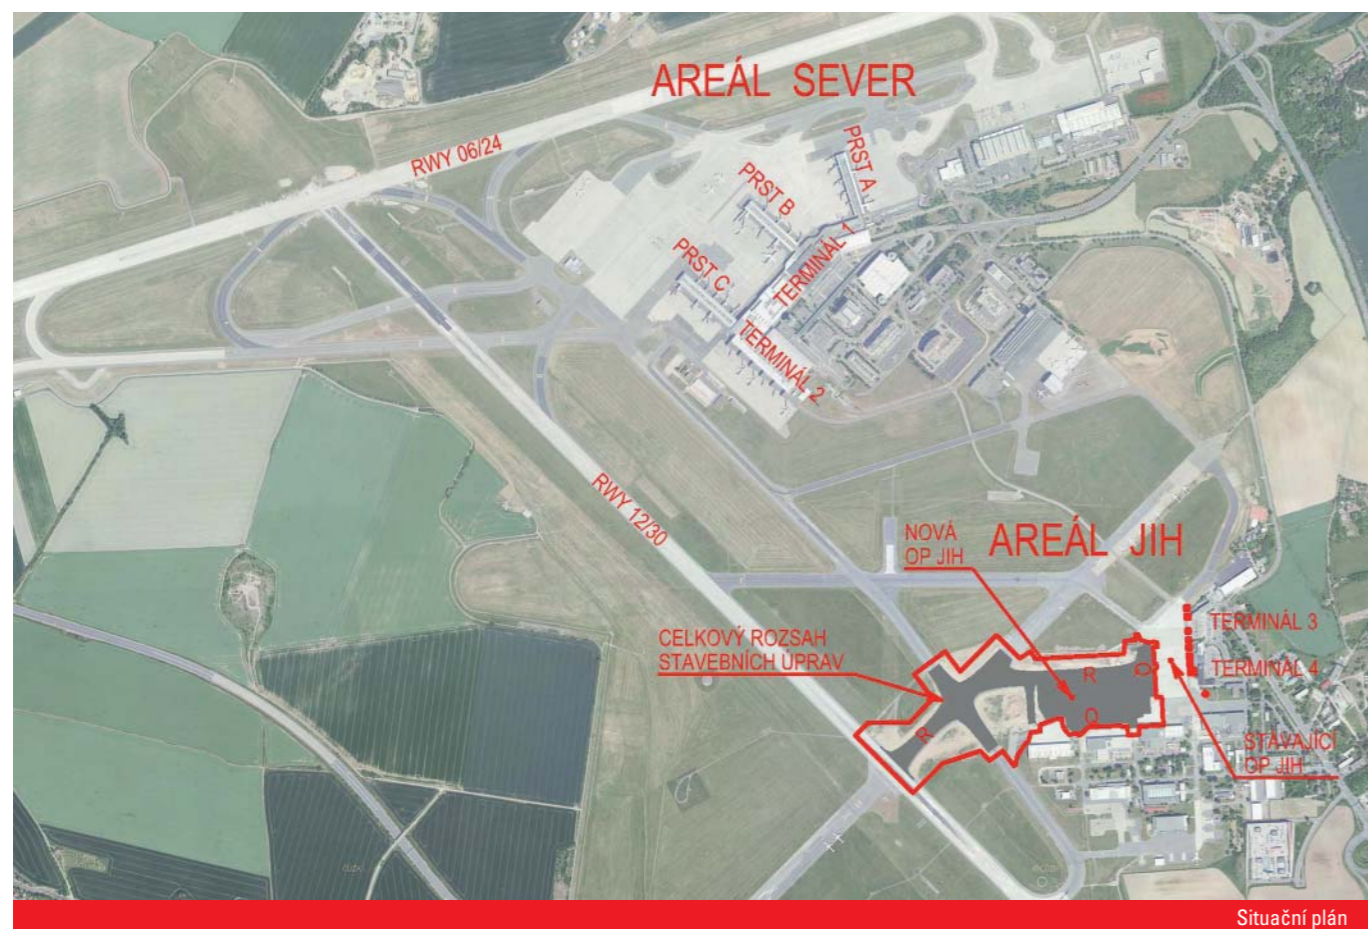 AREÁL SEVER
RWY 06/24
PRST A
PRST B
PRST C
TERMINÁL 1
TERMINÁL 2
RWY 12/30
NOVÁ
OP JIH
AREÁL JIH
CELKOVÝ ROZSAH
STAVEBNÍCH ÚPRAV
TERMINÁL 3
TERMINÁL 4
R
Q
Q
R
STÁVAJÍCÍ
OP JIH
Situační plán